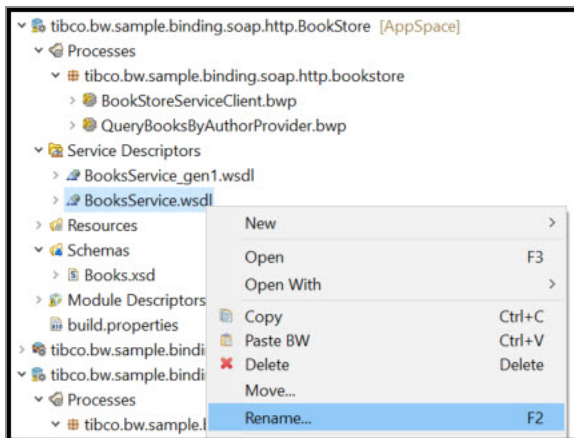 tibco.bw.sample.binding.soap.http.BookStore [AppSpace]
Processes
tibco.bw.sample.binding.soap.http.bookstore
BookStoreServiceClient.bwp
QueryBooksByAuthorProvider.bwp
Service Descriptors
BooksService_gen1.wsdl
BooksService.wsdl
Resources
New
Schemas
Open F3
Books.xsd
Open With
Module Descriptors
Copy Ctrl+C
build.properties
Paste BW Ctrl+V
tibco.bw.sample.bindi
Delete Delete
tibco.bw.sample.bindi
Move...
Processes
Rename... F2
tibco.bw.sample.